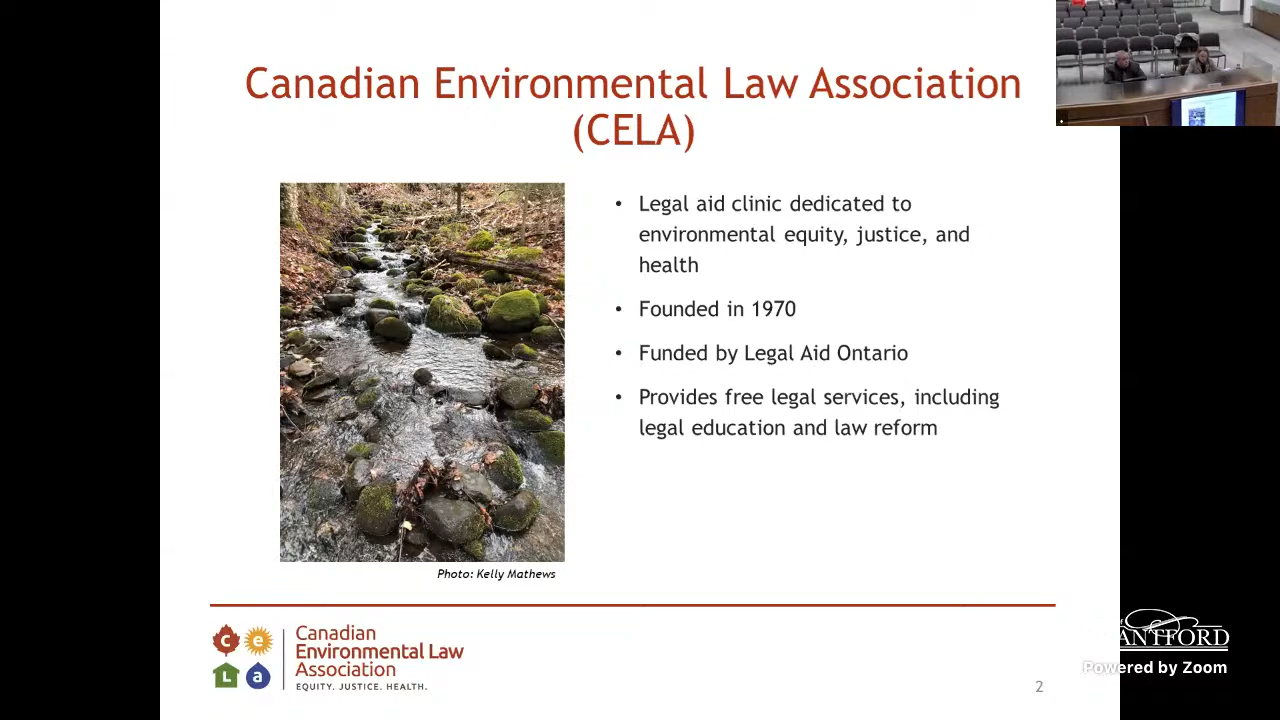 Canadian Environmental Law Association
(CELA)
• Legal aid clinic dedicated to
environmental equity, justice, and
health
• Founded in 1970
• Funded by Legal Aid Ontario
• Provides free legal services, including
legal education and law reform
Photo: Kelly Mathews
c e
L a
Canadian
Environmental Law
Association
EQUITY. JUSTICE. HEALTH.
2
ANTFORD
Powered by Zoom